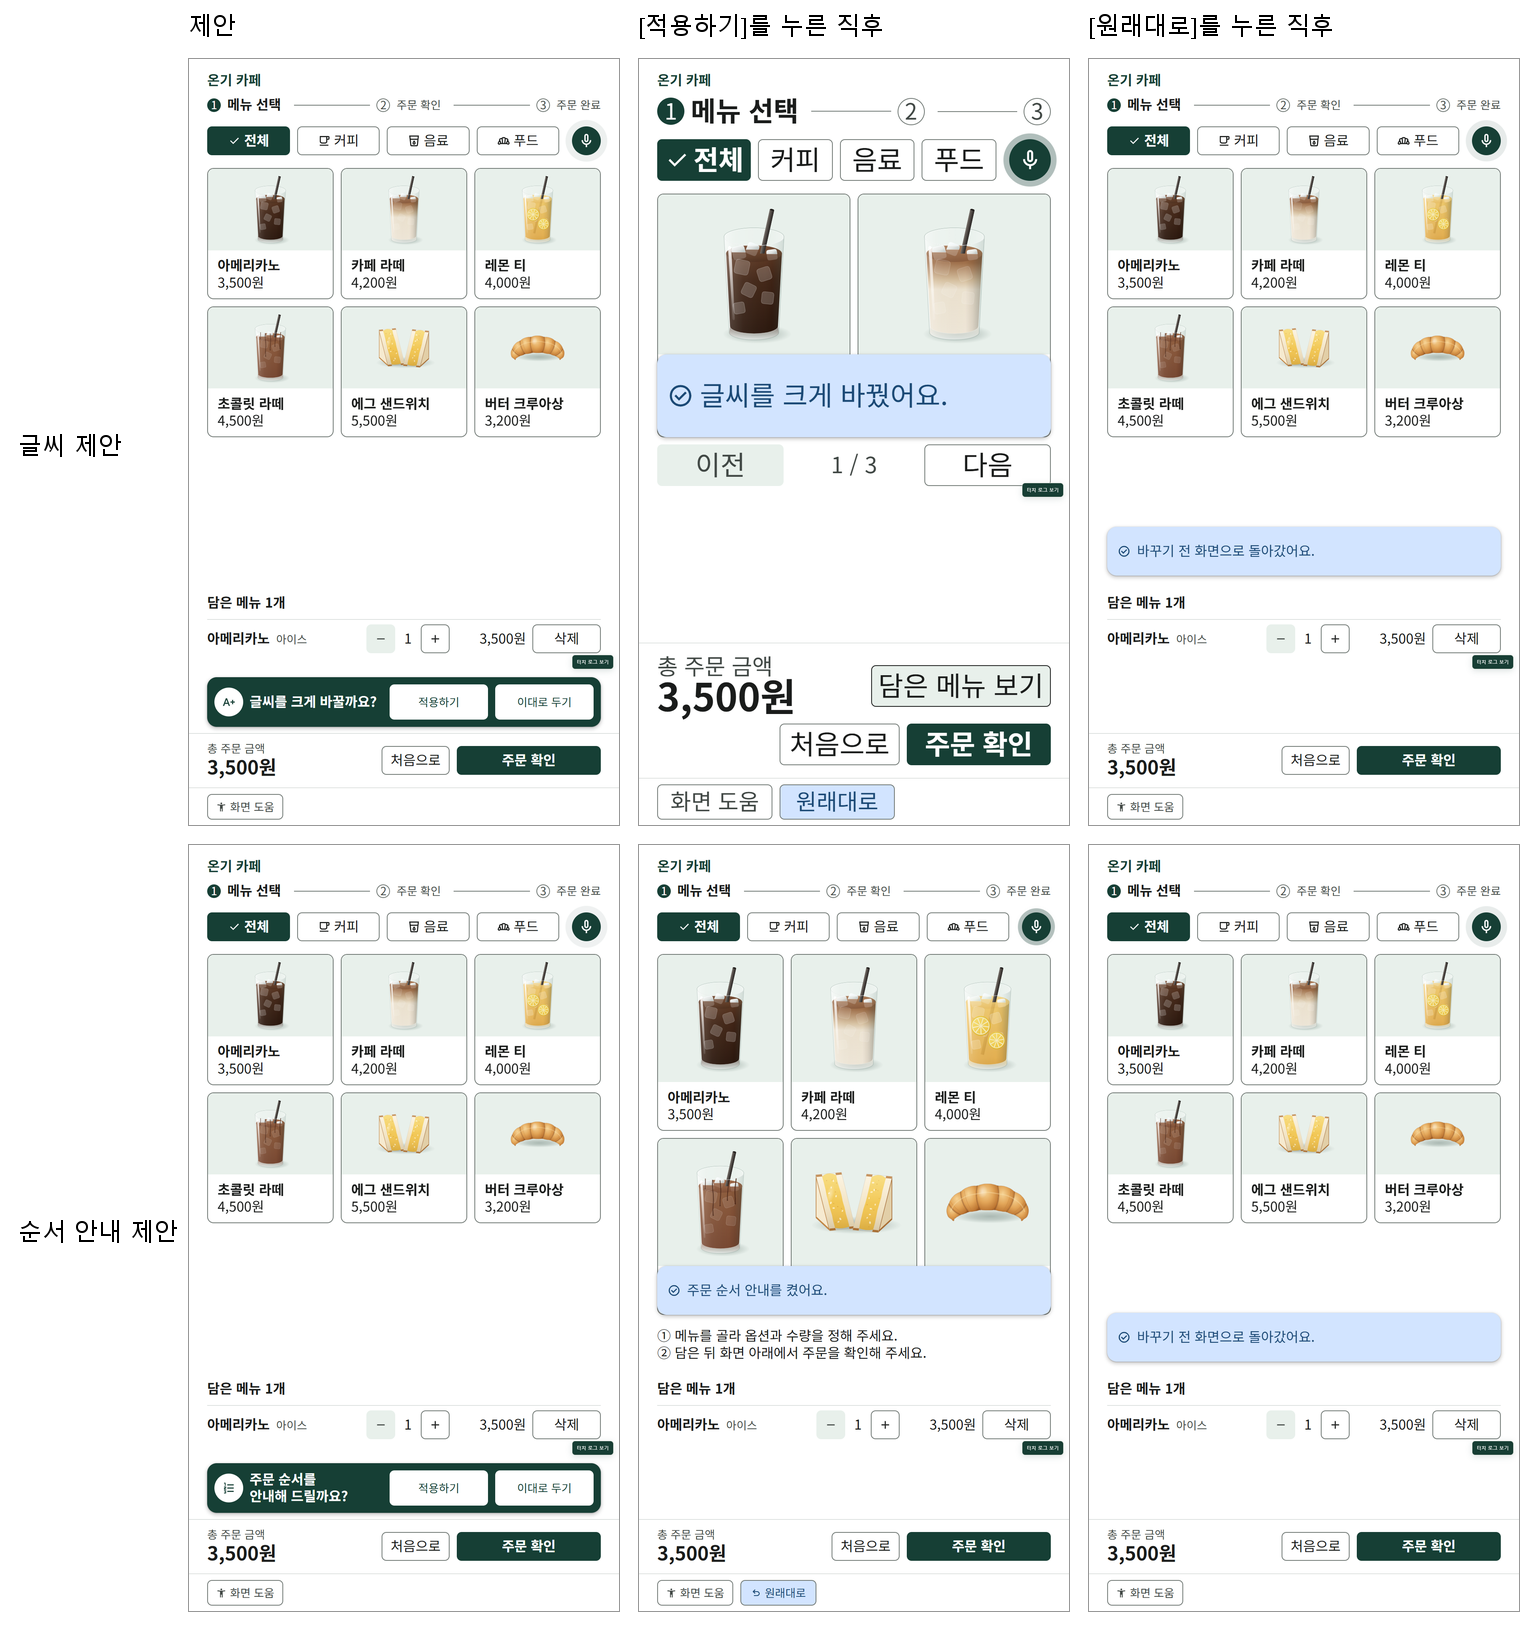 제안
[적용하기]를 누른 직후
[원래대로]를 누른 직후
글씨 제안
온기 카페
1 메뉴 선택 2 주문 확인 3 주문 완료
전체 커피 음료 푸드
아메리카노 카페 라떼 레몬 티
3,500원 4,200원 4,000원
초콜릿 라떼 에그 샌드위치 버터 크루아상
4,500원 5,500원 3,200원
담은 메뉴 1개
아메리카노 아이스 − 1 + 3,500원 삭제
터치 로그 보기
A+ 글씨를 크게 바꿀까요? 적용하기 이대로 두기
총 주문 금액
3,500원 처음으로 주문 확인
화면 도움
온기 카페
1 메뉴 선택 2 3
전체 커피 음료 푸드
글씨를 크게 바꿨어요.
이전 1 / 3 다음
터치 로그 보기
총 주문 금액
3,500원 담은 메뉴 보기
처음으로 주문 확인
화면 도움 원래대로
온기 카페
1 메뉴 선택 2 주문 확인 3 주문 완료
전체 커피 음료 푸드
아메리카노 카페 라떼 레몬 티
3,500원 4,200원 4,000원
초콜릿 라떼 에그 샌드위치 버터 크루아상
4,500원 5,500원 3,200원
바꾸기 전 화면으로 돌아갔어요.
담은 메뉴 1개
아메리카노 아이스 − 1 + 3,500원 삭제
터치 로그 보기
총 주문 금액
3,500원 처음으로 주문 확인
화면 도움
순서 안내 제안
온기 카페
1 메뉴 선택 2 주문 확인 3 주문 완료
전체 커피 음료 푸드
아메리카노 카페 라떼 레몬 티
3,500원 4,200원 4,000원
초콜릿 라떼 에그 샌드위치 버터 크루아상
4,500원 5,500원 3,200원
담은 메뉴 1개
아메리카노 아이스 − 1 + 3,500원 삭제
터치 로그 보기
주문 순서를
안내해 드릴까요? 적용하기 이대로 두기
총 주문 금액
3,500원 처음으로 주문 확인
화면 도움
온기 카페
1 메뉴 선택 2 주문 확인 3 주문 완료
전체 커피 음료 푸드
아메리카노 카페 라떼 레몬 티
3,500원 4,200원 4,000원
주문 순서 안내를 켰어요.
① 메뉴를 골라 옵션과 수량을 정해 주세요.
② 담은 뒤 화면 아래에서 주문을 확인해 주세요.
담은 메뉴 1개
아메리카노 아이스 − 1 + 3,500원 삭제
터치 로그 보기
총 주문 금액
3,500원 처음으로 주문 확인
화면 도움 원래대로
온기 카페
1 메뉴 선택 2 주문 확인 3 주문 완료
전체 커피 음료 푸드
아메리카노 카페 라떼 레몬 티
3,500원 4,200원 4,000원
초콜릿 라떼 에그 샌드위치 버터 크루아상
4,500원 5,500원 3,200원
바꾸기 전 화면으로 돌아갔어요.
담은 메뉴 1개
아메리카노 아이스 − 1 + 3,500원 삭제
터치 로그 보기
총 주문 금액
3,500원 처음으로 주문 확인
화면 도움